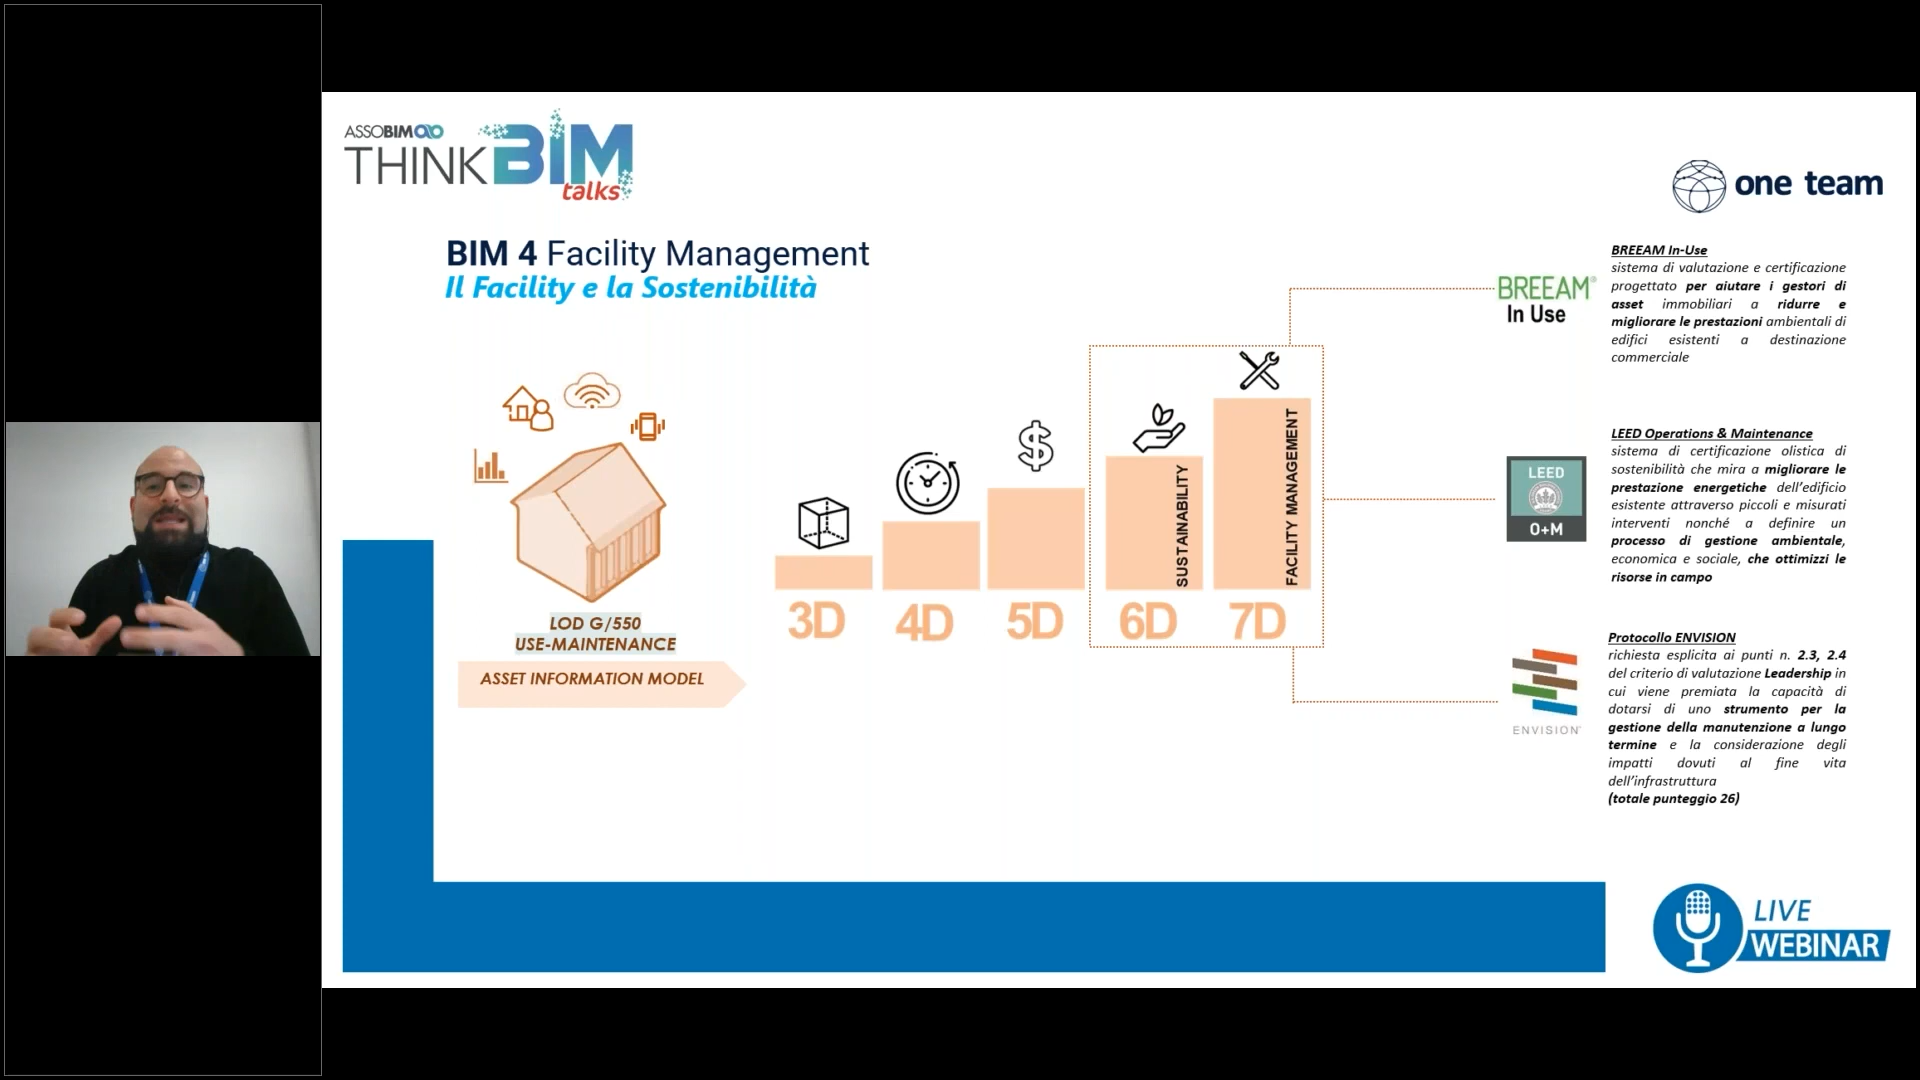 ASSOBIM
THINK BIM
talks
one team
BIM 4 Facility Management
Il Facility e la Sostenibilità
LOD G/550
USE-MAINTENANCE
ASSET INFORMATION MODEL
3D
4D
$
5D
SUSTAINABILITY
6D
FACILITY MANAGEMENT
7D
BREEAM®
In Use
BREEAM In-Use
sistema di valutazione e certificazione
progettato per aiutare i gestori di
asset immobiliari a ridurre e
migliorare le prestazioni ambientali di
edifici esistenti a destinazione
commerciale
LEED
O+M
LEED Operations & Maintenance
sistema di certificazione olistica di
sostenibilità che mira a migliorare le
prestazione energetiche dell'edificio
esistente attraverso piccoli e misurati
interventi nonché a definire un
processo di gestione ambientale,
economica e sociale, che ottimizzi le
risorse in campo
ENVISION
Protocollo ENVISION
richiesta esplicita ai punti n. 2.3, 2.4
del criterio di valutazione Leadership in
cui viene premiata la capacità di
dotarsi di uno strumento per la
gestione della manutenzione a lungo
termine e la considerazione degli
impatti dovuti al fine vita
dell'infrastruttura
(totale punteggio 26)
LIVE
WEBINAR